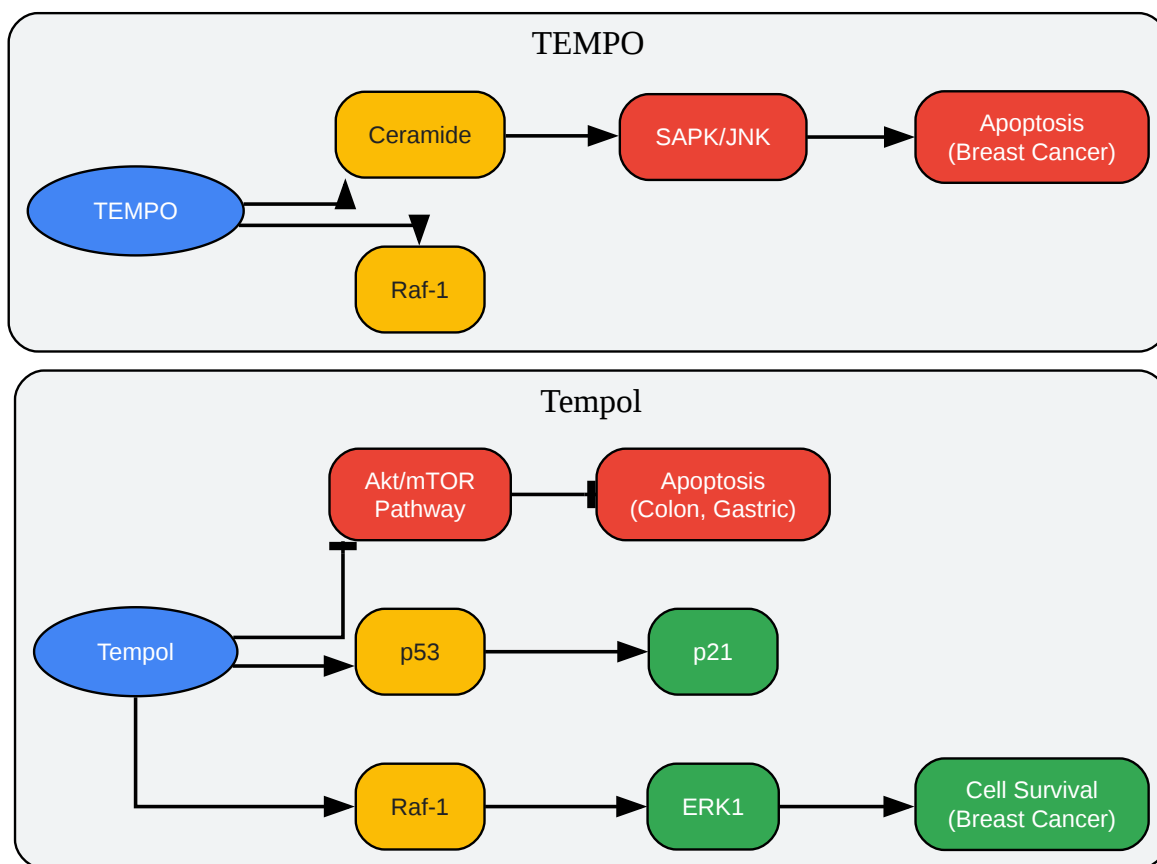 TEMPO
Ceramide
SAPK/JNK
Apoptosis
(Breast Cancer)
TEMPO
Raf-1
Tempol
Akt/mTOR
Pathway
Apoptosis
(Colon, Gastric)
Tempol
p53
p21
Raf-1
ERK1
Cell Survival
(Breast Cancer)